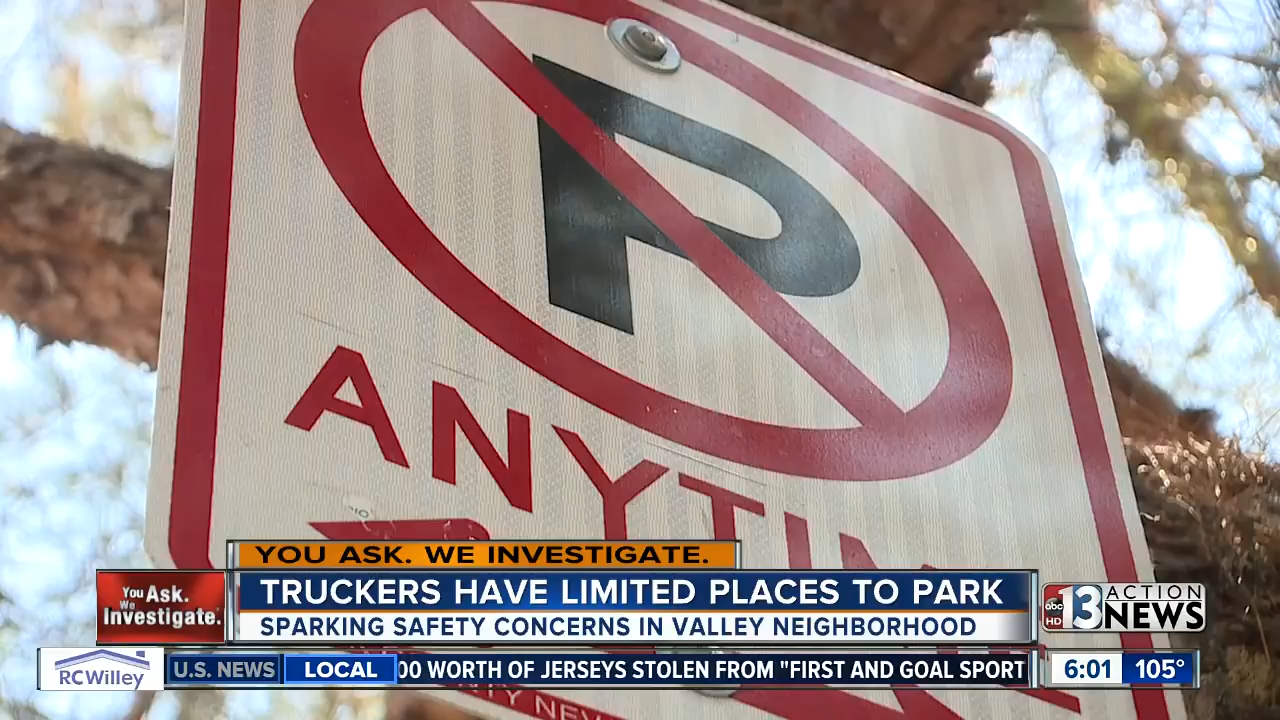 P
ANYTIM
YOU ASK. WE INVESTIGATE.
You Ask.
We
Investigate.
TRUCKERS HAVE LIMITED PLACES TO PARK
SPARKING SAFETY CONCERNS IN VALLEY NEIGHBORHOOD
abc 13 ACTION
HD NEWS
RCWilley U.S. NEWS LOCAL 00 WORTH OF JERSEYS STOLEN FROM "FIRST AND GOAL SPORT 6:01 105°